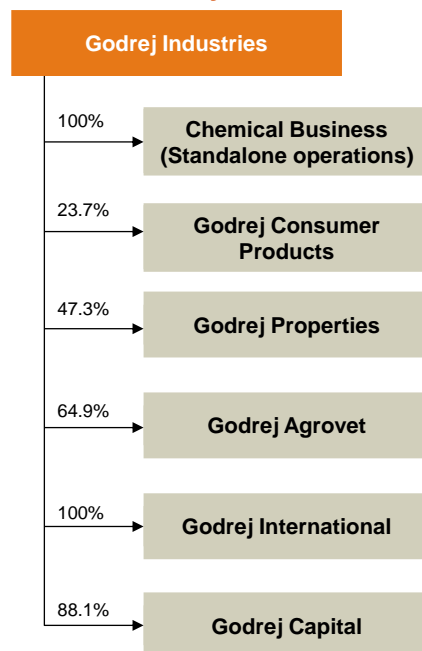 Godrej Industries
100%
Chemical Business
(Standalone operations)
23.7%
Godrej Consumer
Products
47.3%
Godrej Properties
64.9%
Godrej Agrovet
100%
Godrej International
88.1%
Godrej Capital